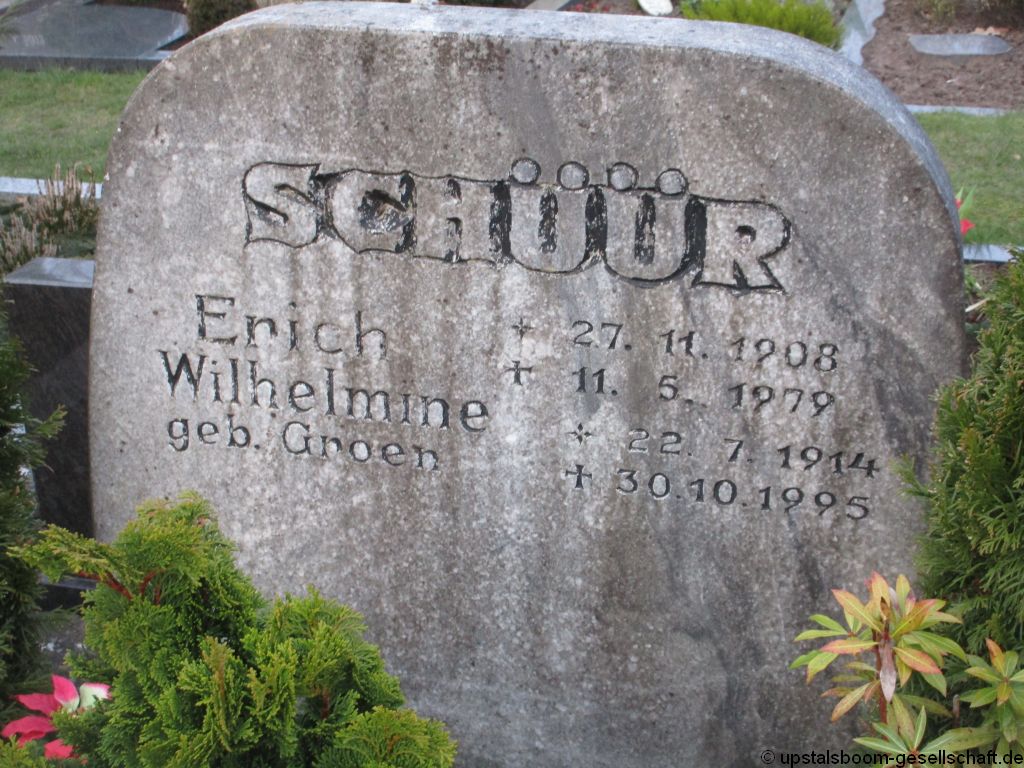 SCHÜÜR
Erich * 27. 11. 1908
† 11. 5. 1979
Wilhelmine * 22. 7. 1914
geb. Groen † 30.10.1995
© upstalsboom-gesellschaft.de